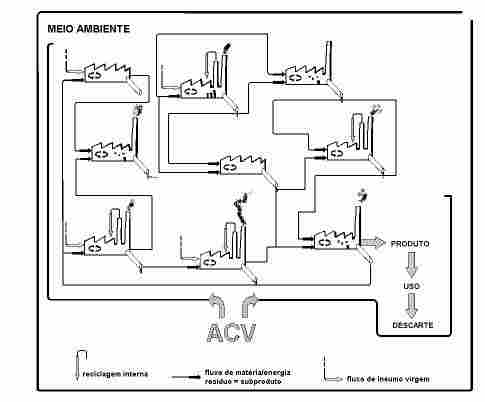 MEIO AMBIENTE
PRODUTO
USO
DESCARTE
ACV
reciclagem interna
fluxo de matéria/energia
resíduo = subproduto
fluxo de insumo virgem